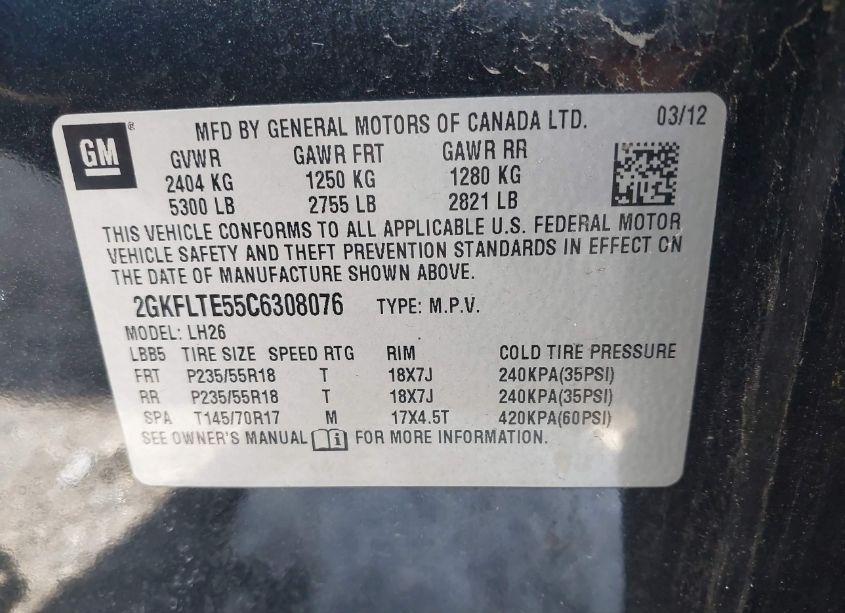 GM ® MFD BY GENERAL MOTORS OF CANADA LTD. 03/12
GVWR GAWR FRT GAWR RR
2404 KG 1250 KG 1280 KG
5300 LB 2755 LB 2821 LB
THIS VEHICLE CONFORMS TO ALL APPLICABLE U.S. FEDERAL MOTOR
VEHICLE SAFETY AND THEFT PREVENTION STANDARDS IN EFFECT ON
THE DATE OF MANUFACTURE SHOWN ABOVE.
2GKFLTE55C6308076 TYPE: M.P.V.
MODEL: LH26
LBB5 TIRE SIZE SPEED RTG RIM COLD TIRE PRESSURE
FRT P235/55R18 T 18X7J 240KPA(35PSI)
RR P235/55R18 T 18X7J 240KPA(35PSI)
SPA T145/70R17 M 17X4.5T 420KPA(60PSI)
SEE OWNER'S MANUAL i FOR MORE INFORMATION.